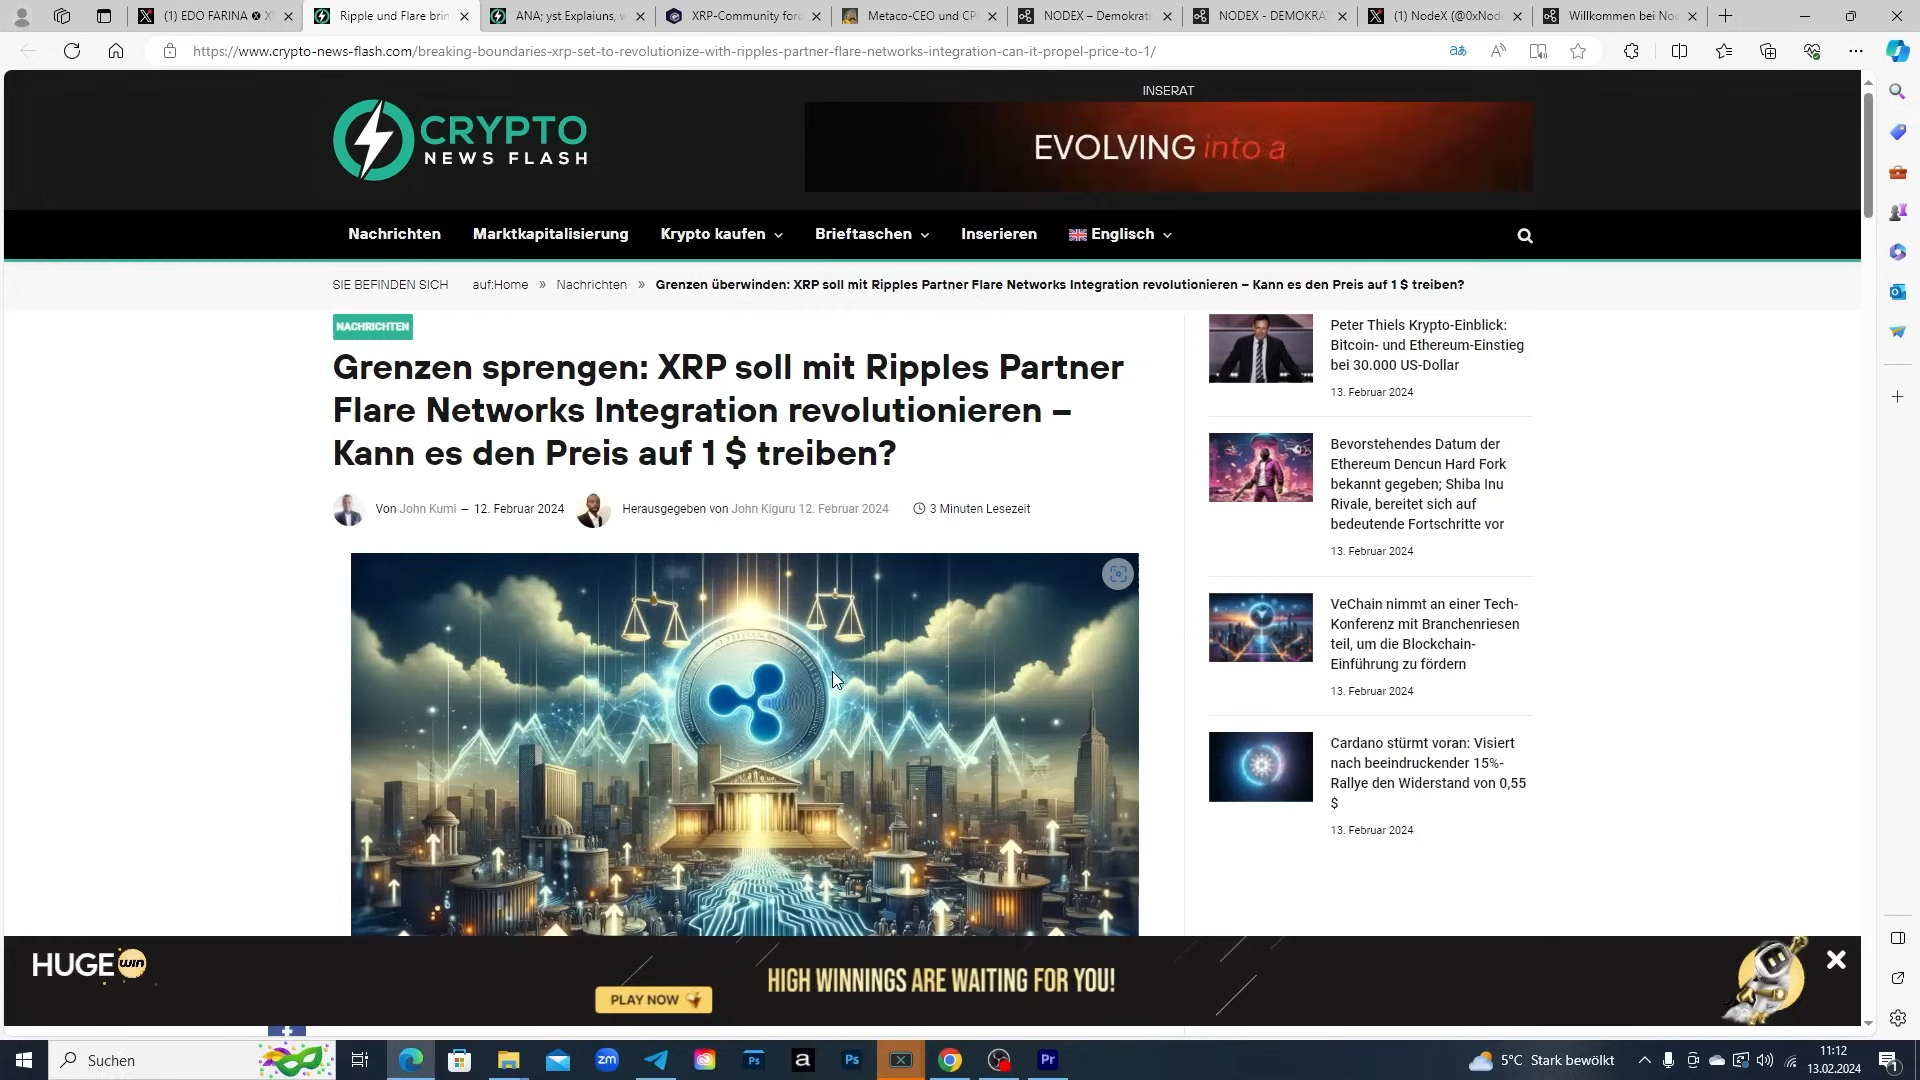 (1) EDO FARINA
Ripple und Flare brin
ANA; yst Explaiuns, w
XRP-Community ford
Metaco-CEO und CP
NODEX – Demokrati
NODEX - DEMOKRA
(1) NodeX (@0xNod
Willkommen bei Noc
https://www.crypto-news-flash.com/breaking-boundaries-xrp-set-to-revolutionize-with-ripples-partner-flare-networks-integration-can-it-propel-price-to-1/
INSERAT
CRYPTO
NEWS FLASH
EVOLVING into a
Nachrichten
Marktkapitalisierung
Krypto kaufen
Brieftaschen
Inserieren
Englisch
SIE BEFINDEN SICH auf:Home » Nachrichten » Grenzen überwinden: XRP soll mit Ripples Partner Flare Networks Integration revolutionieren – Kann es den Preis auf 1 $ treiben?
NACHRICHTEN
Grenzen sprengen: XRP soll mit Ripples Partner
Flare Networks Integration revolutionieren –
Kann es den Preis auf 1 $ treiben?
Von John Kumi — 12. Februar 2024
Herausgegeben von John Kiguru 12. Februar 2024
3 Minuten Lesezeit
Peter Thiels Krypto-Einblick:
Bitcoin- und Ethereum-Einstieg
bei 30.000 US-Dollar
13. Februar 2024
Bevorstehendes Datum der
Ethereum Dencun Hard Fork
bekannt gegeben; Shiba Inu
Rivale, bereitet sich auf
bedeutende Fortschritte vor
13. Februar 2024
VeChain nimmt an einer Tech-
Konferenz mit Branchenriesen
teil, um die Blockchain-
Einführung zu fördern
13. Februar 2024
Cardano stürmt voran: Visiert
nach beeindruckender 15%-
Rallye den Widerstand von 0,55
$
13. Februar 2024
HUGE win
HIGH WINNINGS ARE WAITING FOR YOU!
PLAY NOW
Suchen
zm
Ps
a
Ps
Pr
5°C Stark bewölkt
11:12
13.02.2024
1